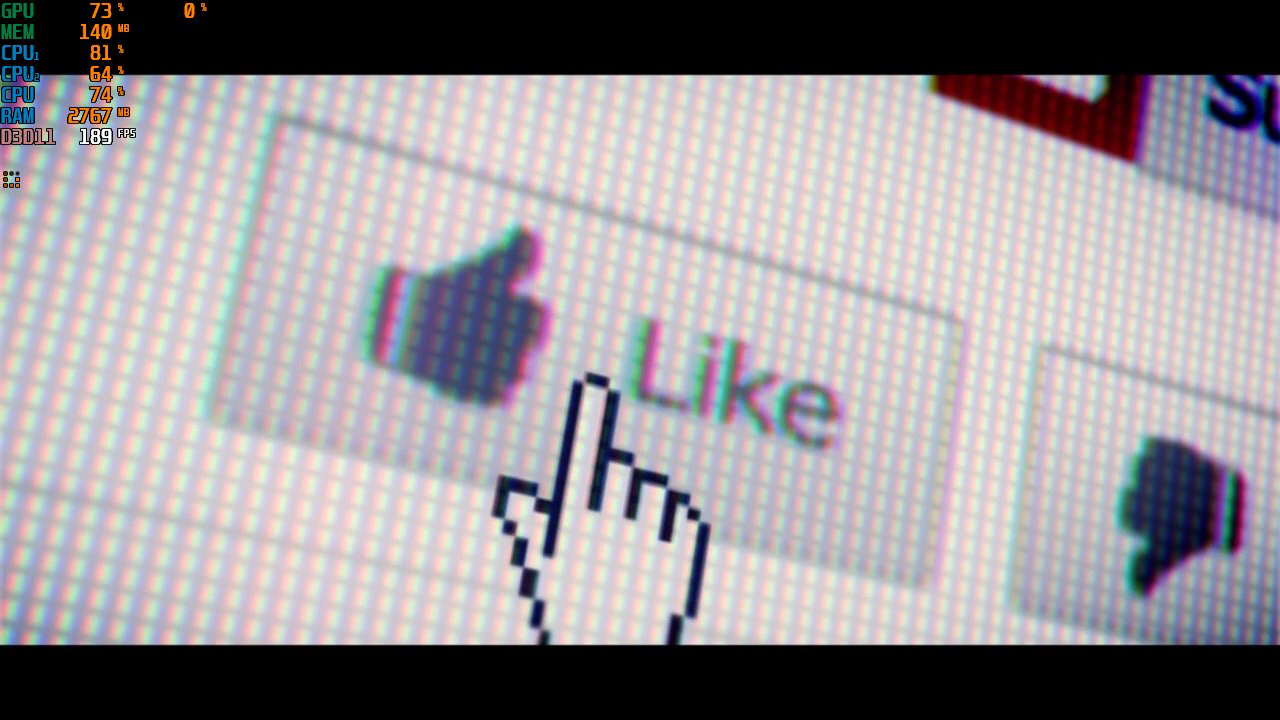 GPU 73 % 0 %
MEM 140 MB
CPU1 81 %
CPU2 64 %
CPU 74 %
RAM 2767 MB
D3D11 189 FPS
Like